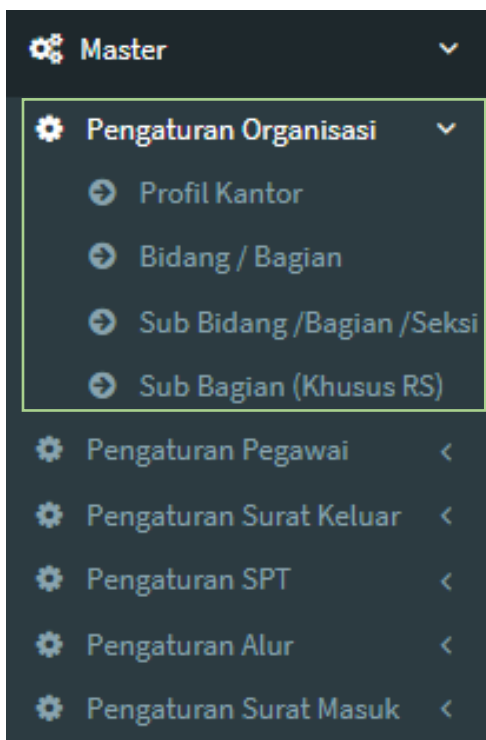 Master
Pengaturan Organisasi
Profil Kantor
Bidang / Bagian
Sub Bidang /Bagian /Seksi
Sub Bagian (Khusus RS)
Pengaturan Pegawai
Pengaturan Surat Keluar
Pengaturan SPT
Pengaturan Alur
Pengaturan Surat Masuk